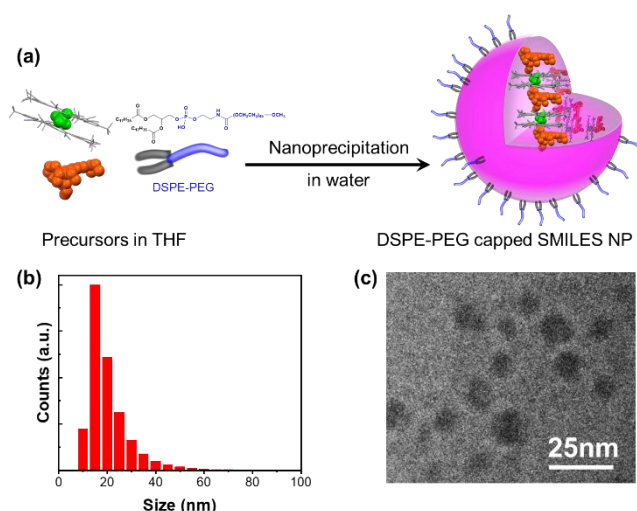 (a)
DSPE-PEG
Nanoprecipitation
in water
Precursors in THF
DSPE-PEG capped SMILES NP
(b)
Counts (a.u.)
0 20 40 60 80 100
Size (nm)
(c)
25nm